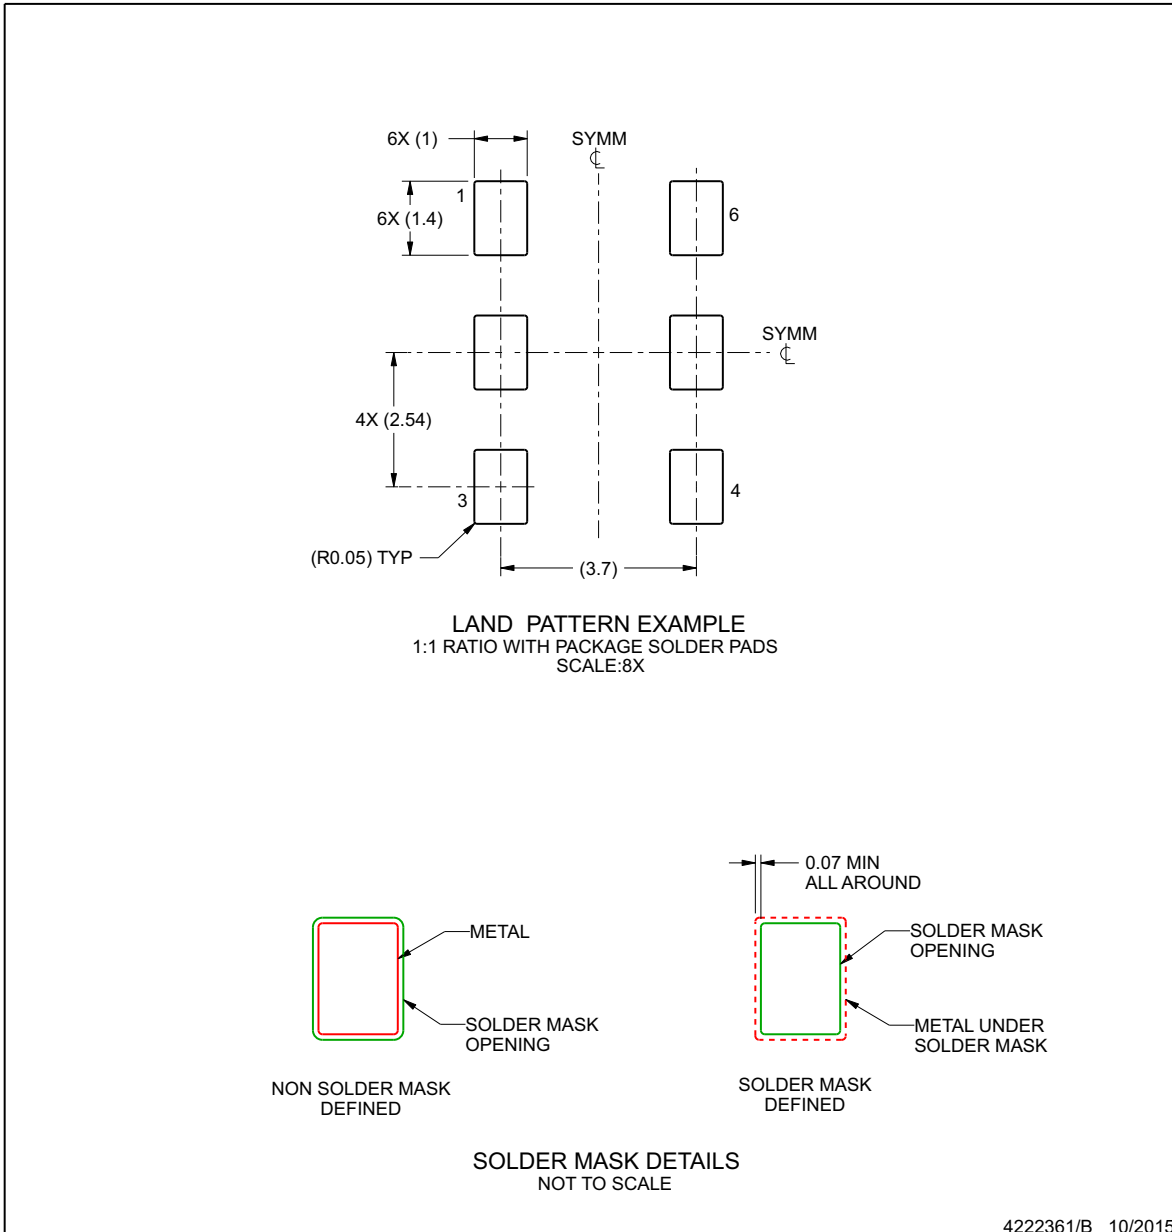 6X (1)
SYMM
℄
1
6X (1.4)
6
SYMM
℄
4X (2.54)
3
4
(R0.05) TYP
(3.7)
LAND PATTERN EXAMPLE
1:1 RATIO WITH PACKAGE SOLDER PADS
SCALE:8X
0.07 MIN
ALL AROUND
METAL
SOLDER MASK
OPENING
NON SOLDER MASK
DEFINED
SOLDER MASK
OPENING
METAL UNDER
SOLDER MASK
SOLDER MASK
DEFINED
SOLDER MASK DETAILS
NOT TO SCALE
4222361/B 10/2015